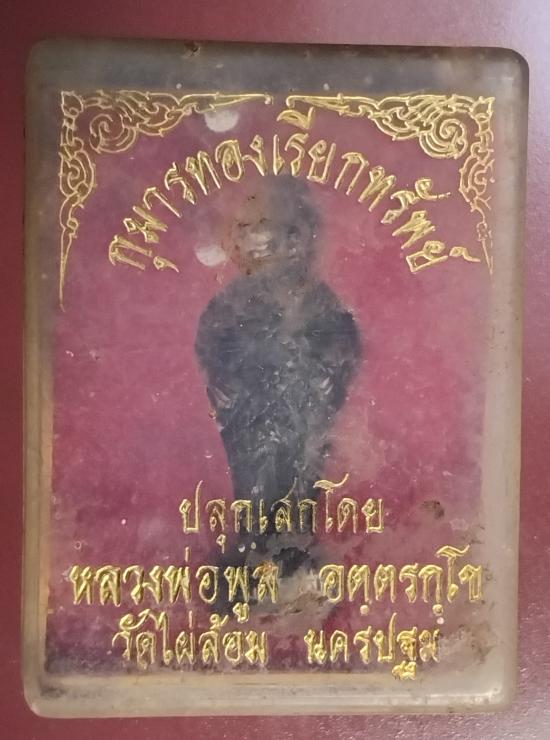 กุมารทองเรียกทรัพย์
ปลุกเสกโดย
หลวงพ่อพูล อตฺตรกฺโข
วัดไผ่ล้อม นครปฐม